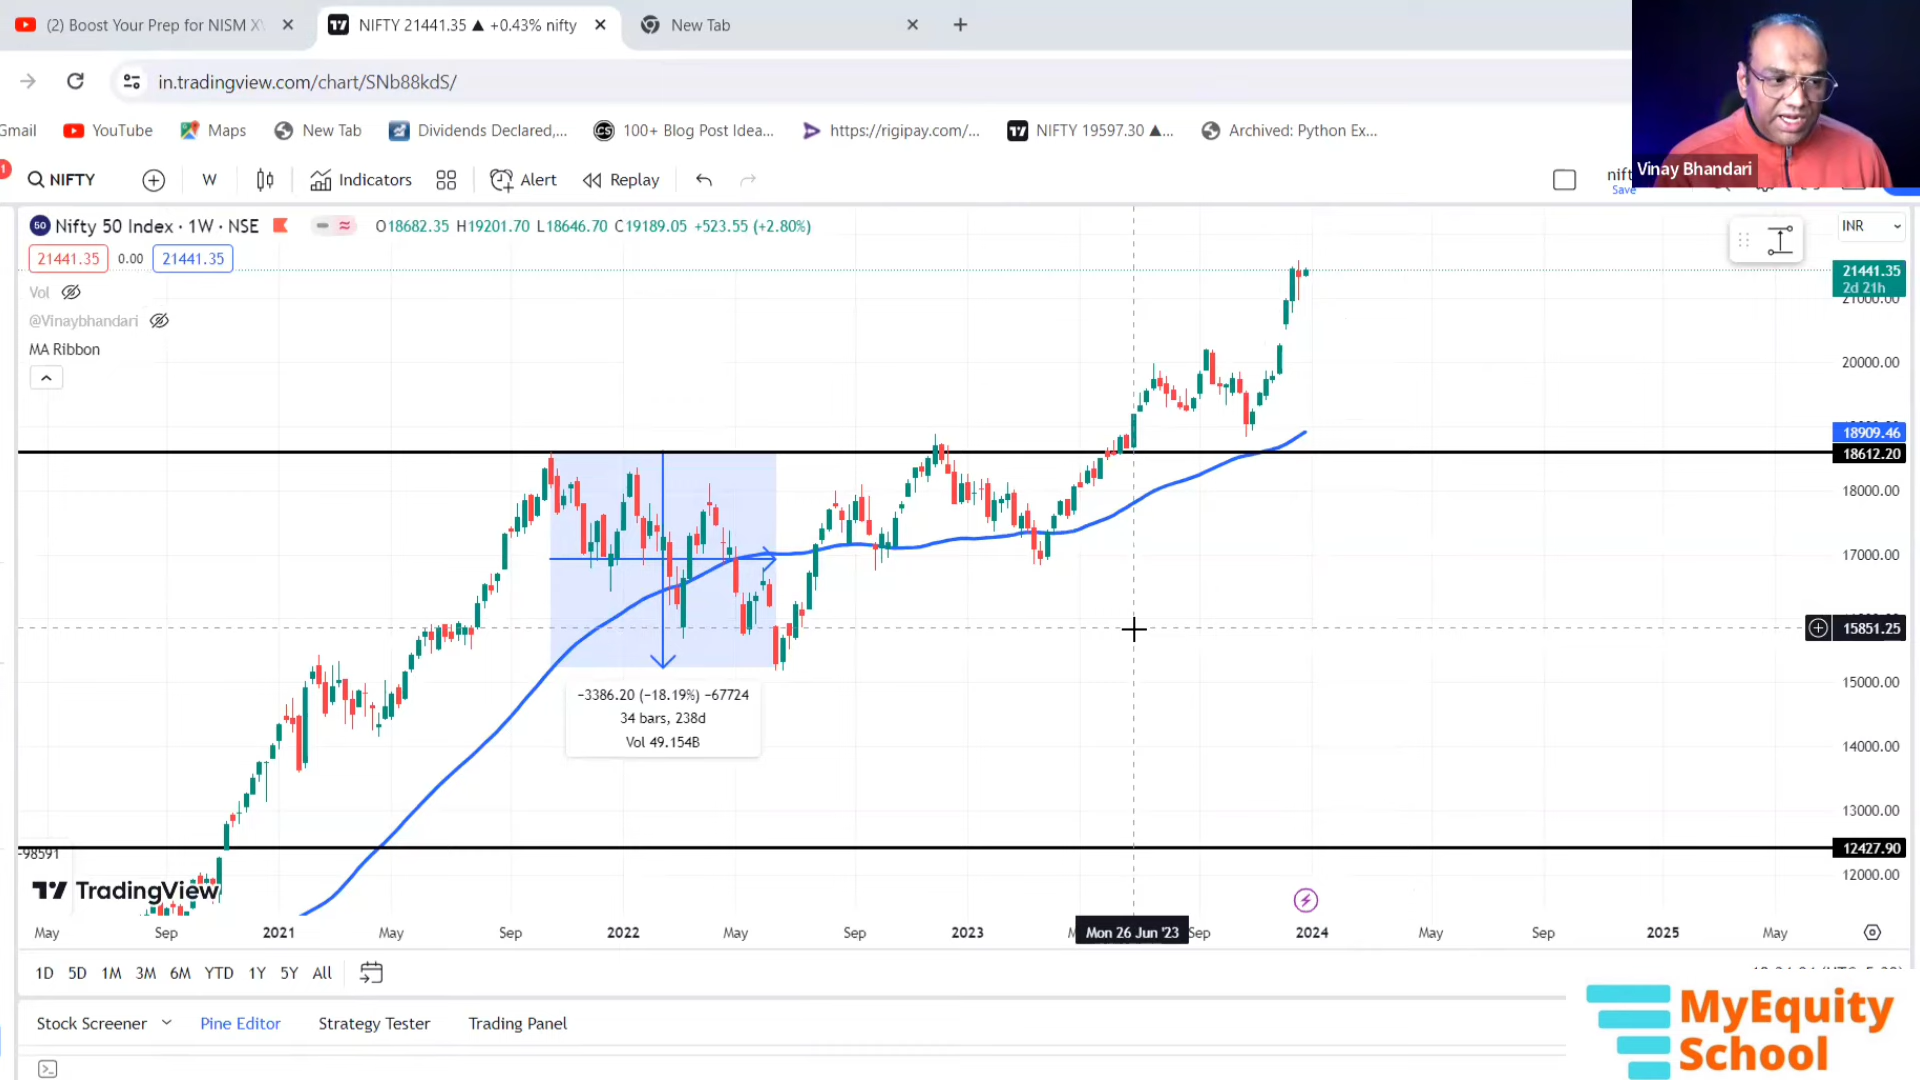 (2) Boost Your Prep for NISM X
NIFTY 21441.35 ▲ +0.43% nifty
New Tab
in.tradingview.com/chart/SNb88kdS/
Gmail
YouTube
Maps
New Tab
Dividends Declared,...
100+ Blog Post Idea...
https://rigipay.com/...
NIFTY 19597.30 ▲...
Archived: Python Ex...
Vinay Bhandari
1
NIFTY
W
Indicators
Alert
Replay
Save
50 Nifty 50 Index · 1W · NSE
O18682.35 H19201.70 L18646.70 C19189.05 +523.55 (+2.80%)
INR
21441.35 0.00 21441.35
Vol
@Vinaybhandari
MA Ribbon
21441.35
2d 21h
21000.00
20000.00
18909.46
18612.20
18000.00
17000.00
15851.25
15000.00
14000.00
13000.00
12427.90
12000.00
−3386.20 (−18.19%) −67724
34 bars, 238d
Vol 49.154B
-98591
TradingView
May Sep 2021 May Sep 2022 May Sep 2023 Mon 26 Jun '23 Sep 2024 May Sep 2025 May
1D 5D 1M 3M 6M YTD 1Y 5Y All
Stock Screener Pine Editor Strategy Tester Trading Panel
MyEquity
School